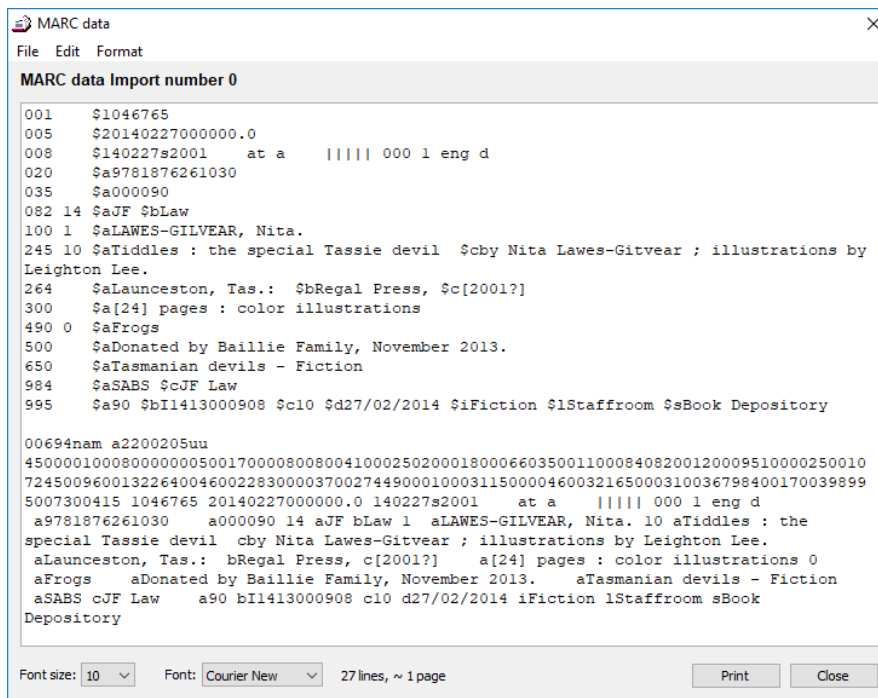 MARC data
File Edit Format
MARC data Import number 0
001 $1046765
005 $20140227000000.0
008 $140227s2001 at a ||||| 000 1 eng d
020 $a9781876261030
035 $a000090
082 14 $aJF $bLaw
100 1 $aLAWES-GILVEAR, Nita.
245 10 $aTiddles : the special Tassie devil $cby Nita Lawes-Gitvear ; illustrations by
Leighton Lee.
264 $aLaunceston, Tas.: $bRegal Press, $c[2001?]
300 $a[24] pages : color illustrations
490 0 $aFrogs
500 $aDonated by Baillie Family, November 2013.
650 $aTasmanian devils - Fiction
984 $aSABS $cJF Law
995 $a90 $bI1413000908 $c10 $d27/02/2014 $iFiction $lStaffroom $sBook Depository
00694nam a2200205uu
450000100080000000500170000800800410002502000180006603500110008408200120009510000250010
7245009600132264004600228300003700274490001000311500004600321650003100367984001700398995
5007300415 1046765 20140227000000.0 140227s2001 at a ||||| 000 1 eng d
a9781876261030 a000090 14 aJF bLaw 1 aLAWES-GILVEAR, Nita. 10 aTiddles : the
special Tassie devil cby Nita Lawes-Gitvear ; illustrations by Leighton Lee.
aLaunceston, Tas.: bRegal Press, c[2001?] a[24] pages : color illustrations 0
aFrogs aDonated by Baillie Family, November 2013. aTasmanian devils - Fiction
aSABS cJF Law a90 bI1413000908 c10 d27/02/2014 iFiction lStaffroom sBook
Depository
Font size: 10 Font: Courier New 27 lines, ~ 1 page Print Close